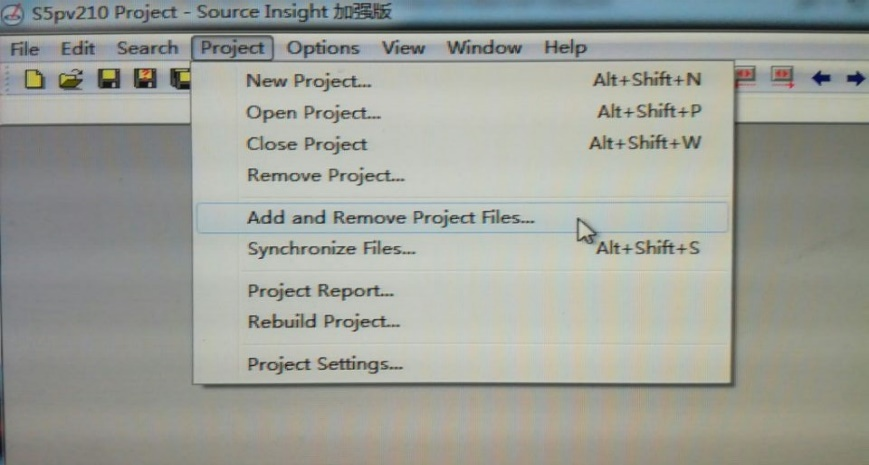 S5pv210 Project - Source Insight 加强版
File Edit Search Project Options View Window Help
New Project... Alt+Shift+N
Open Project... Alt+Shift+P
Close Project Alt+Shift+W
Remove Project...
Add and Remove Project Files...
Synchronize Files... Alt+Shift+S
Project Report...
Rebuild Project...
Project Settings...